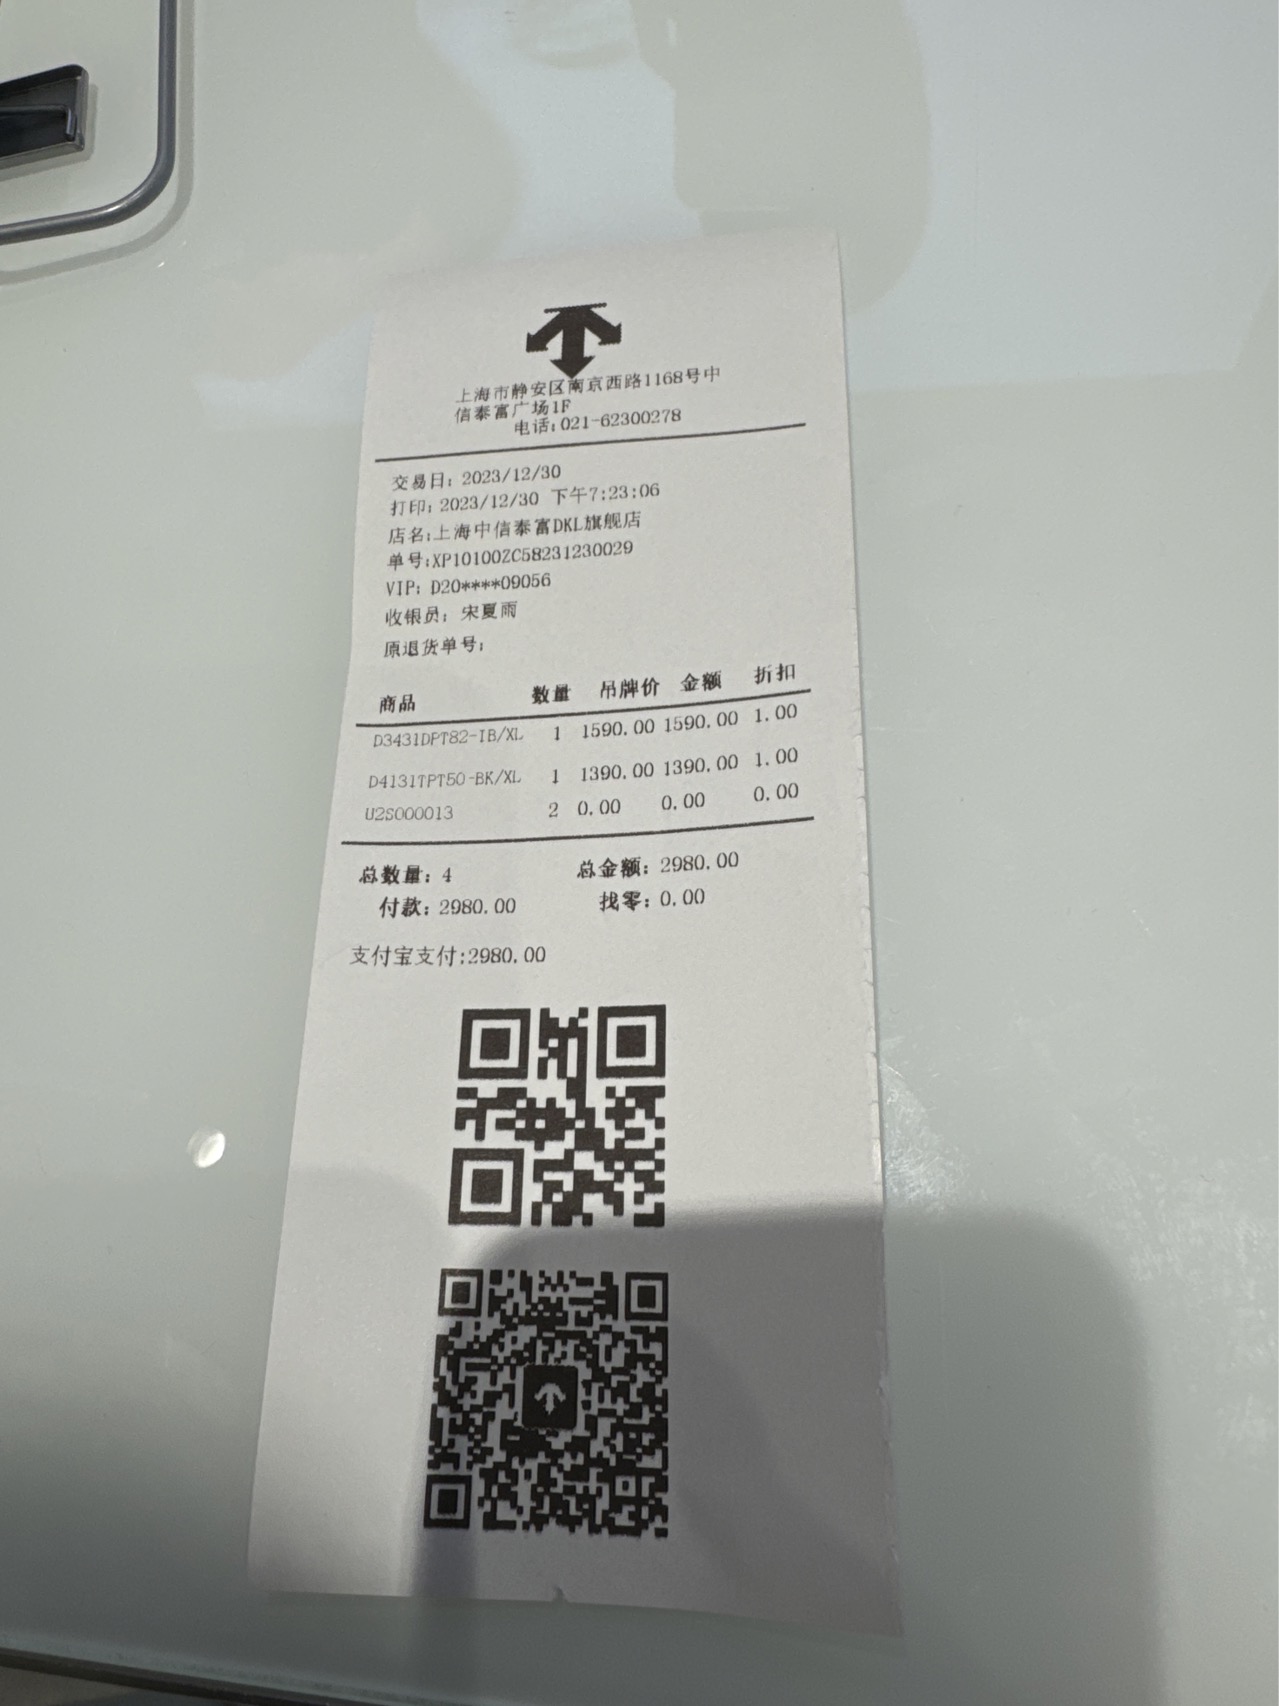 上海市静安区南京西路1168号中
信泰富广场1F
电话:021-62300278
交易日: 2023/12/30
打印: 2023/12/30 下午7:23:06
店名:上海中信泰富DKL旗舰店
单号:XP10100ZC58231230029
VIP: D20****09056
收银员: 宋夏雨
原退货单号:
商品 数量 吊牌价 金额 折扣
D3431DPT82-IB/XL 1 1590.00 1590.00 1.00
D4131TPT50-BK/XL 1 1390.00 1390.00 1.00
U2S000013 2 0.00 0.00 0.00
总数量: 4 总金额: 2980.00
付款: 2980.00 找零: 0.00
支付宝支付:2980.00